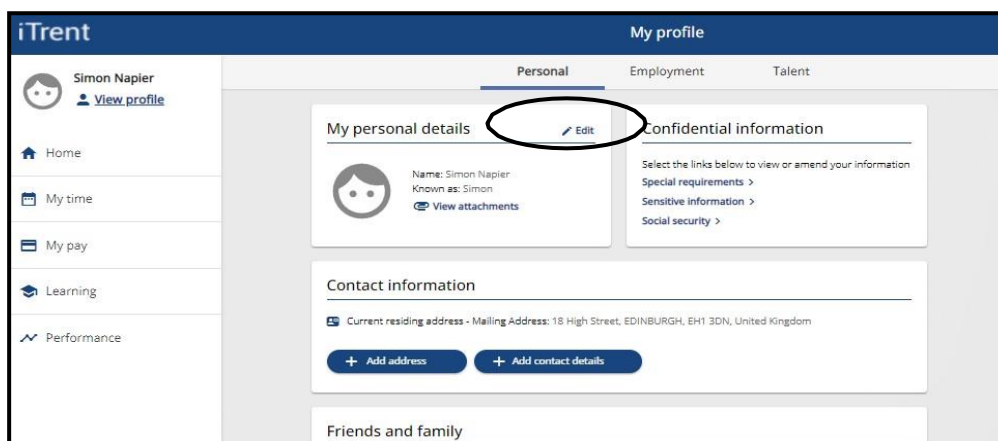 iTrent
My profile
Simon Napier
View profile
Home
My time
My pay
Learning
Performance
Personal Employment Talent
My personal details
Edit
Name: Simon Napier
Known as: Simon
View attachments
Confidential information
Select the links below to view or amend your information
Special requirements >
Sensitive information >
Social security >
Contact information
Current residing address - Mailing Address: 18 High Street, EDINBURGH, EH1 3DN, United Kingdom
+ Add address + Add contact details
Friends and family